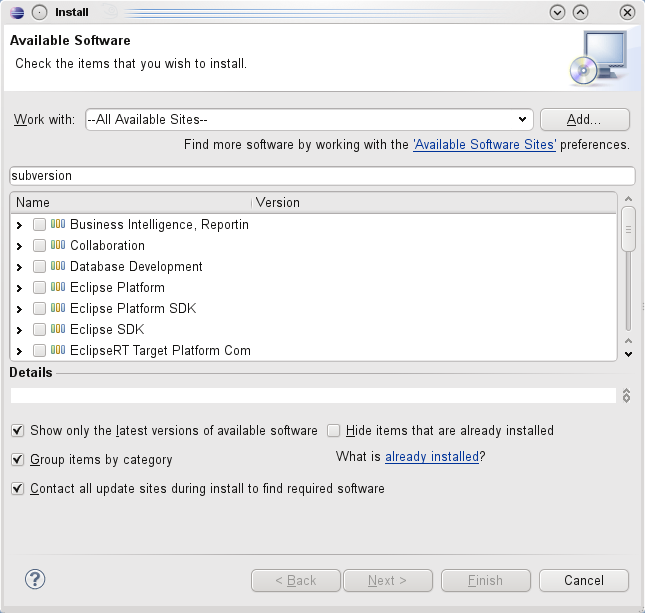 Install
Available Software
Check the items that you wish to install.
Work with: --All Available Sites-- Add...
Find more software by working with the 'Available Software Sites' preferences.
subversion
Name Version
Business Intelligence, Reportin
Collaboration
Database Development
Eclipse Platform
Eclipse Platform SDK
Eclipse SDK
EclipseRT Target Platform Com
Details
Show only the latest versions of available software Hide items that are already installed
Group items by category What is already installed?
Contact all update sites during install to find required software
? < Back Next > Finish Cancel